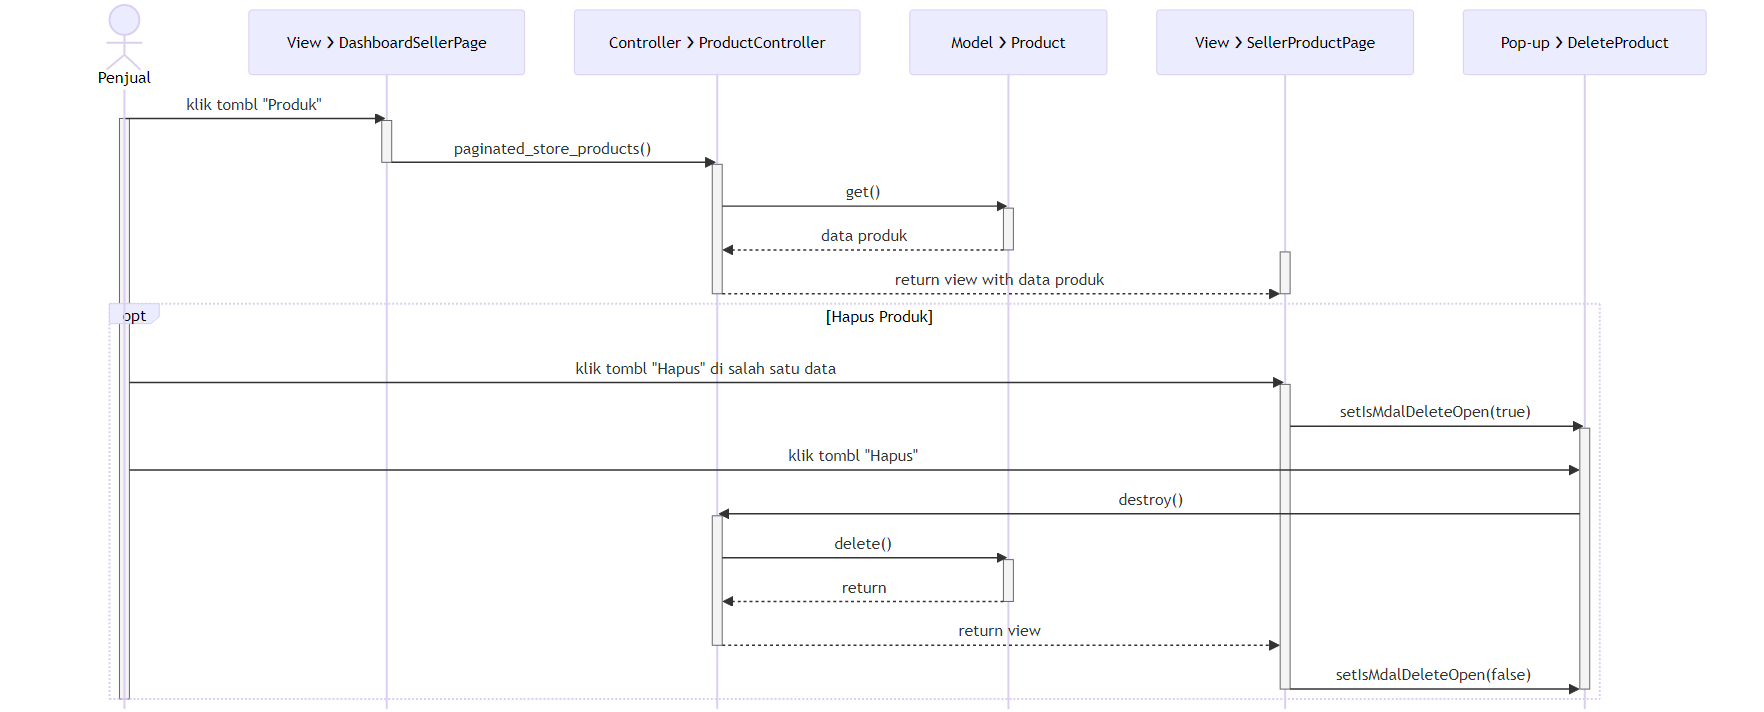 Penjual
View ❯ DashboardSellerPage
Controller ❯ ProductController
Model ❯ Product
View ❯ SellerProductPage
Pop-up ❯ DeleteProduct
klik tombl "Produk"
paginated_store_products()
get()
data produk
return view with data produk
opt
[Hapus Produk]
klik tombl "Hapus" di salah satu data
setIsMdalDeleteOpen(true)
klik tombl "Hapus"
destroy()
delete()
return
return view
setIsMdalDeleteOpen(false)